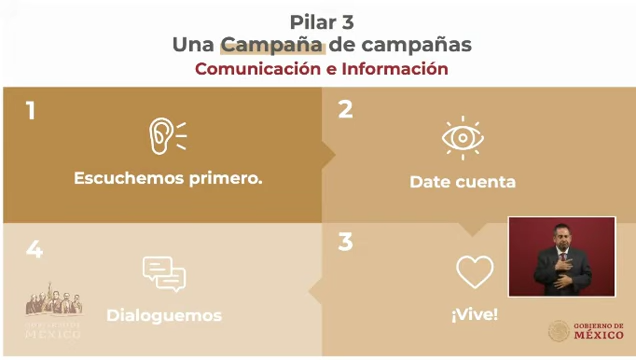 Pilar 3
Una Campaña de campañas
Comunicación e Información
1
Escuchemos primero.
2
Date cuenta
4
Dialoguemos
3
¡Vive!
MÉXICO
GOBIERNO DE
MÉXICO